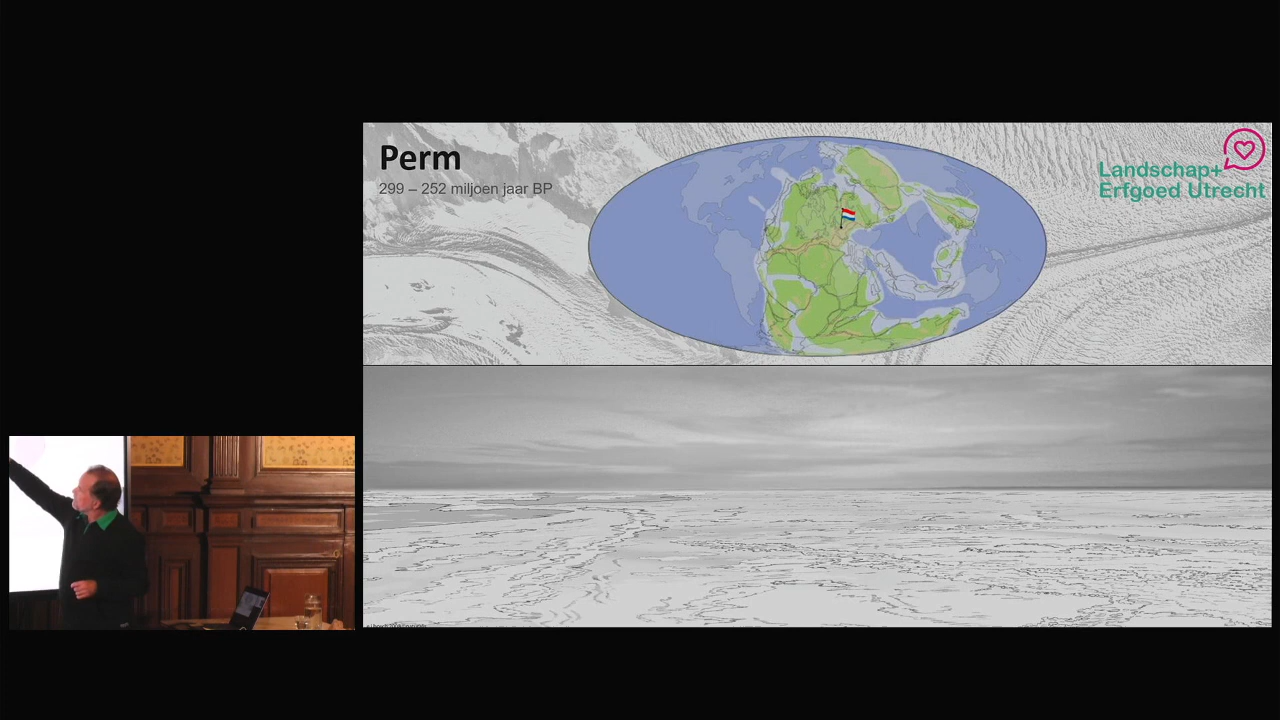 Perm
299 – 252 miljoen jaar BP
Landschap+
Erfgoed Utrecht